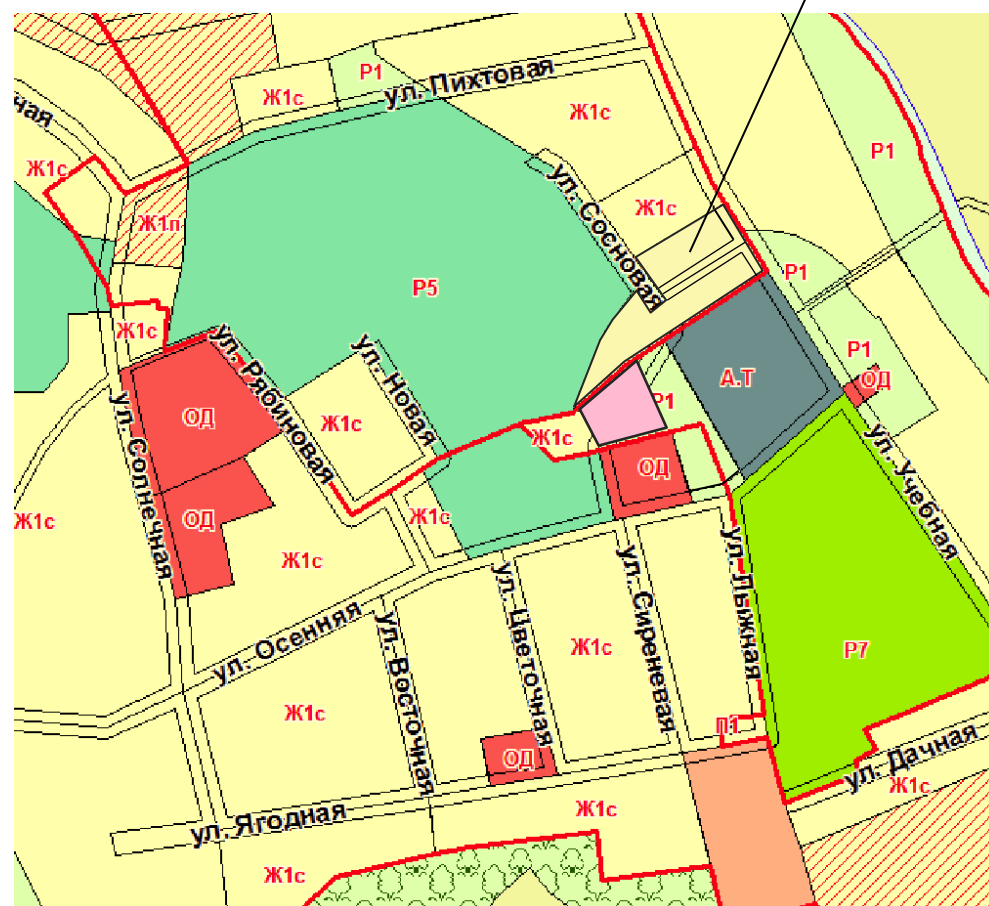 Р1
ул. Пихтовая
Ж1с
Ж1с
ная
Р1
Ж1с
ул. Сосновая
Ж1с
Ж1п
Р1
Р5
Ж1с
ул. Рябиновая
ул. Новая
Р1
А.Т
ОД
Р1
ОД
Ж1с
ул. Солнечная
Ж1с
ул. Учебная
ОД
Ж1с
ОД
Ж1с
Ж1с
ул. Цветочная
ул. Сиреневая
ул. Лыжная
ул. Осенняя
ул. Восточная
Ж1с
Р7
Ж1с
П1
ОД
ул. Дачная
Ж1с
Ж1с
ул. Ягодная
Ж1с